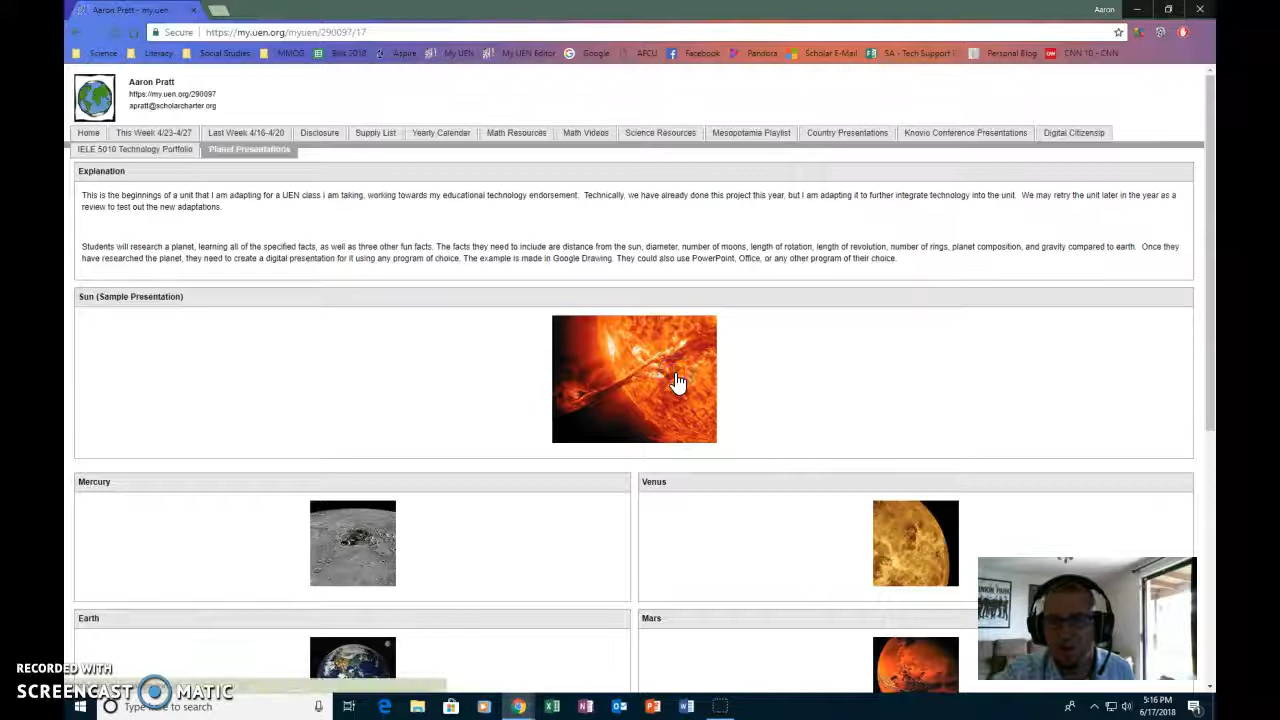 Aaron Pratt - my.uen
Aaron
Secure https://my.uen.org/myuen/290097/17
Science Literacy Social Studies MMOG Bills 2018 Aspire My UEN My UEN Editor Google AFCU Facebook Pandora Scholar E-Mail SA - Tech Support Personal Blog CNN 10 - CNN
Aaron Pratt
https://my.uen.org/290097
apratt@scholarcharter.org
Home This Week 4/23-4/27 Last Week 4/16-4/20 Disclosure Supply List Yearly Calendar Math Resources Math Videos Science Resources Mesopotamia Playlist Country Presentations Knovio Conference Presentations Digital Citizenship
IELE 5010 Technology Portfolio Planet Presentations
Explanation
This is the beginnings of a unit that I am adapting for a UEN class I am taking, working towards my educational technology endorsement. Technically, we have already done this project this year, but I am adapting it to further integrate technology into the unit. We may retry the unit later in the year as a
review to test out the new adaptations.
Students will research a planet, learning all of the specified facts, as well as three other fun facts. The facts they need to include are distance from the sun, diameter, number of moons, length of rotation, length of revolution, number of rings, planet composition, and gravity compared to earth. Once they
have researched the planet, they need to create a digital presentation for it using any program of choice. The example is made in Google Drawing. They could also use PowerPoint, Office, or any other program of their choice.
Sun (Sample Presentation)
Mercury Venus
Earth Mars
RECORDED WITH
SCREENCAST MATIC
Type here to search
5:16 PM
6/17/2018